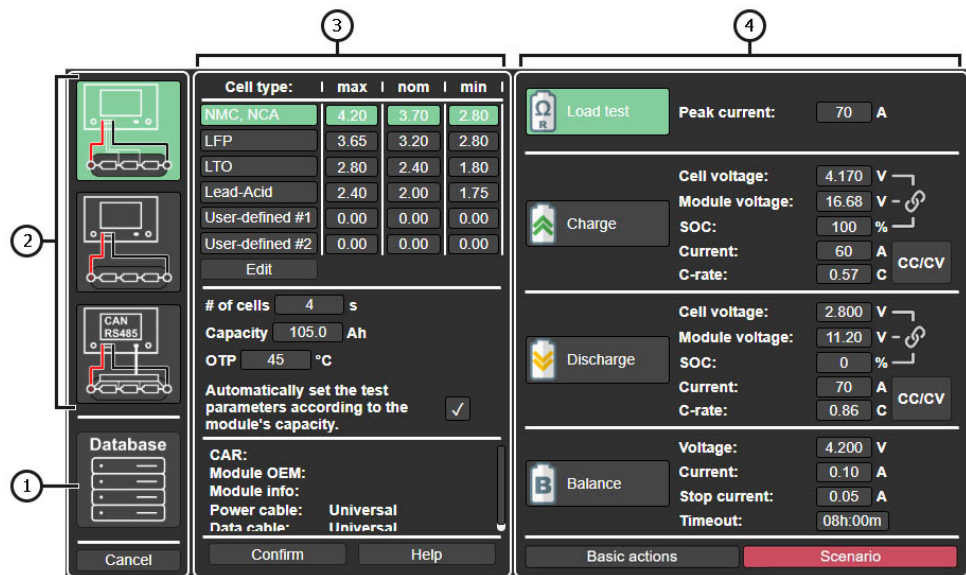 3
4
2
1
CAN
RS485
Database
Cancel
Cell type: max nom min
NMC, NCA 4.20 3.70 2.80
LFP 3.65 3.20 2.80
LTO 2.80 2.40 1.80
Lead-Acid 2.40 2.00 1.75
User-defined #1 0.00 0.00 0.00
User-defined #2 0.00 0.00 0.00
Edit
# of cells 4 s
Capacity 105.0 Ah
OTP 45 °C
Automatically set the test
parameters according to the
module's capacity.
✓
CAR:
Module OEM:
Module info:
Power cable: Universal
Data cable: Universal
Confirm Help
Ω
R
Load test Peak current: 70 A
Charge
Cell voltage: 4.170 V
Module voltage: 16.68 V
SOC: 100 %
Current: 60 A
C-rate: 0.57 C
CC/CV
Discharge
Cell voltage: 2.800 V
Module voltage: 11.20 V
SOC: 0 %
Current: 70 A
C-rate: 0.86 C
CC/CV
B
Balance
Voltage: 4.200 V
Current: 0.10 A
Stop current: 0.05 A
Timeout: 08h:00m
Basic actions Scenario